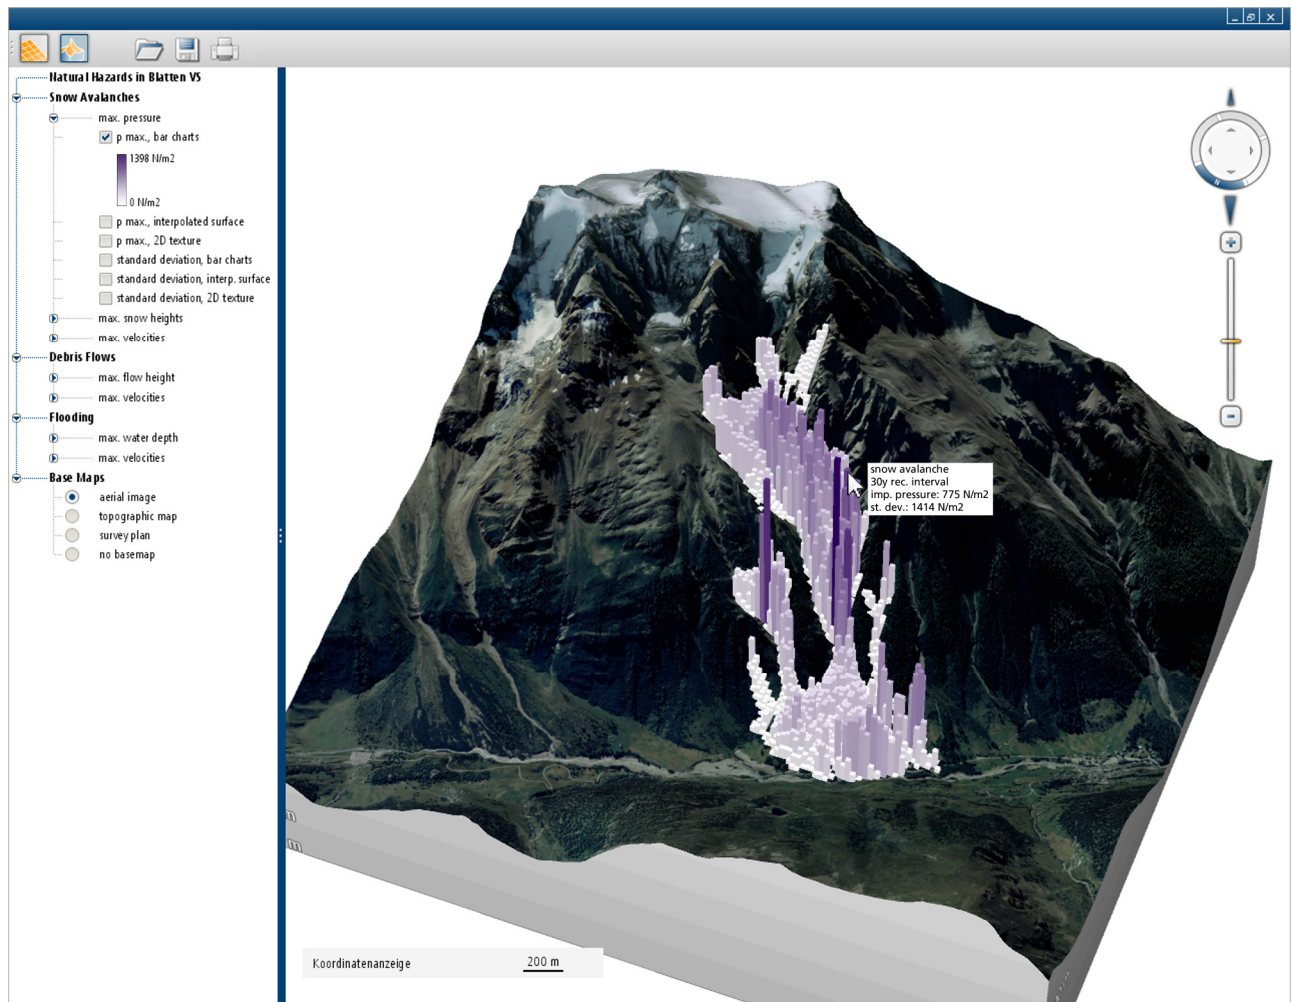 Natural Hazards in Blatten VS
Snow Avalanches
max. pressure
p max., bar charts
1398 N/m2
0 N/m2
p max., interpolated surface
p max., 2D texture
standard deviation, bar charts
standard deviation, interp. surface
standard deviation, 2D texture
max. snow heights
max. velocities
Debris Flows
max. flow height
max. velocities
Flooding
max. water depth
max. velocities
Base Maps
aerial image
topographic map
survey plan
no basemap
N
snow avalanche
30y rec. interval
imp. pressure: 775 N/m2
st. dev.: 1414 N/m2
m
Koordinatenanzeige
200 m